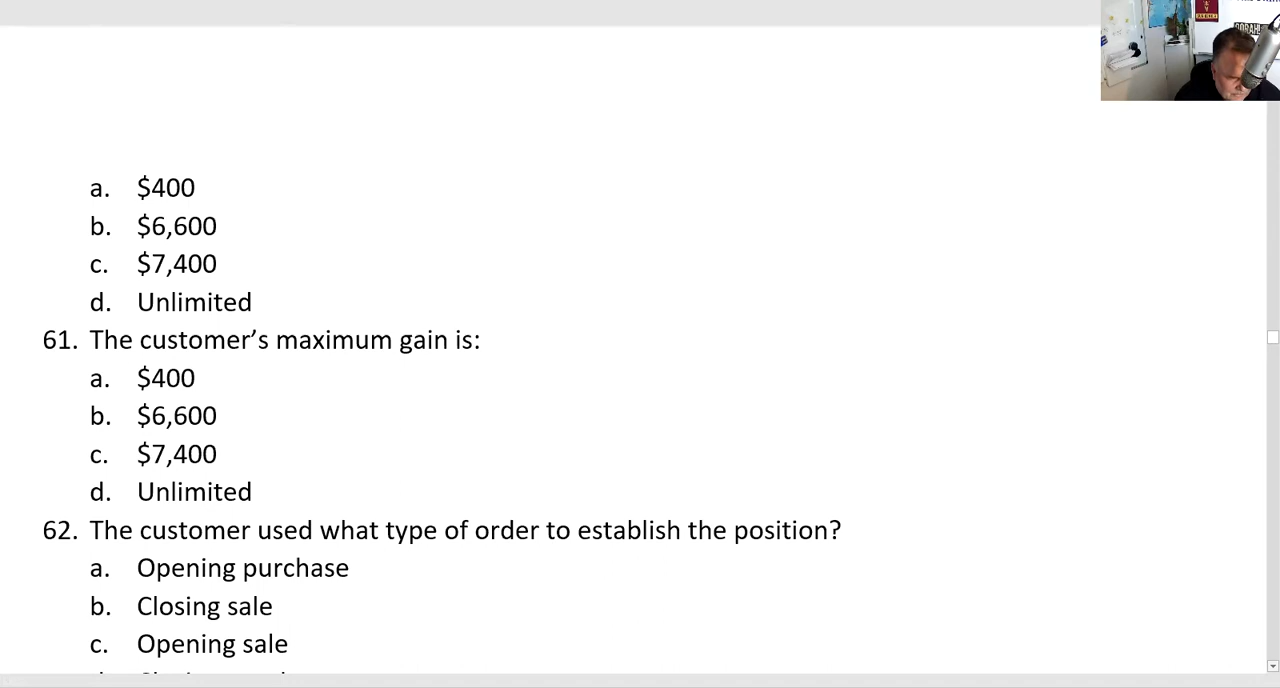 a. $400
b. $6,600
c. $7,400
d. Unlimited
61. The customer’s maximum gain is:
a. $400
b. $6,600
c. $7,400
d. Unlimited
62. The customer used what type of order to establish the position?
a. Opening purchase
b. Closing sale
c. Opening sale